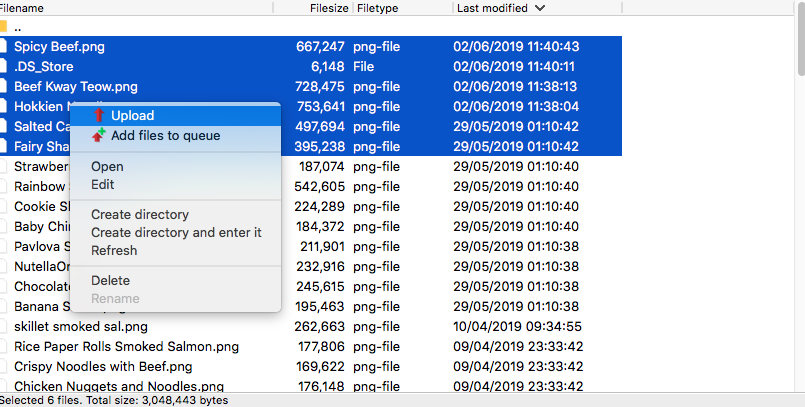 Filename Filesize Filetype Last modified
..
Spicy Beef.png 667,247 png-file 02/06/2019 11:40:43
.DS_Store 6,148 File 02/06/2019 11:40:11
Beef Kway Teow.png 728,475 png-file 02/06/2019 11:38:13
Hokkien 753,641 png-file 02/06/2019 11:38:04
Upload
Salted Ca 497,694 png-file 29/05/2019 01:10:42
Add files to queue
Fairy Sha 395,238 png-file 29/05/2019 01:10:42
Strawber 187,074 png-file 29/05/2019 01:10:40
Open
Rainbow 542,605 png-file 29/05/2019 01:10:40
Edit
Cookie S 224,289 png-file 29/05/2019 01:10:40
Create directory
Baby Chi 184,372 png-file 29/05/2019 01:10:40
Create directory and enter it
Pavlova S 211,901 png-file 29/05/2019 01:10:38
Refresh
NutellaOr 232,916 png-file 29/05/2019 01:10:38
Chocolat 245,615 png-file 29/05/2019 01:10:38
Delete
Banana S 195,463 png-file 29/05/2019 01:10:38
Rename
skillet smoked sal.png 262,663 png-file 10/04/2019 09:34:55
Rice Paper Rolls Smoked Salmon.png 177,806 png-file 09/04/2019 23:33:42
Crispy Noodles with Beef.png 169,622 png-file 09/04/2019 23:33:42
Chicken Nuggets and Noodles.png 176,148 png-file 09/04/2019 23:33:42
Selected 6 files. Total size: 3,048,443 bytes